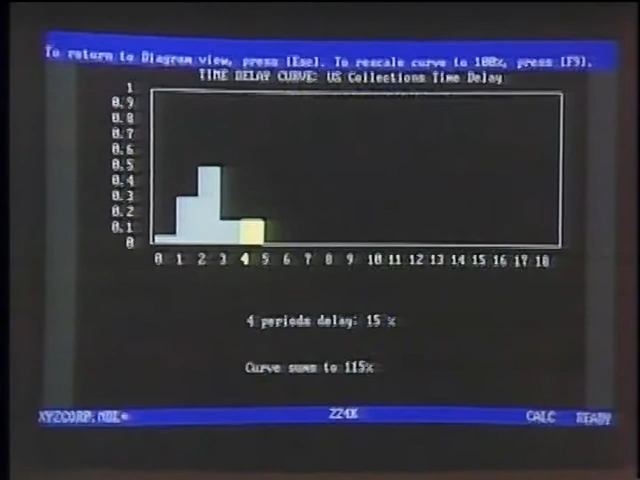 To return to Diagram view, press [Esc]. To rescale curve to 100%, press [F9].
TIME DELAY CURVE: US Collections Time Delay
1
0.9
0.8
0.7
0.6
0.5
0.4
0.3
0.2
0.1
0
0 1 2 3 4 5 6 7 8 9 10 11 12 13 14 15 16 17 18
4 periods delay: 15 %
Curve sums to 115%
XYZCORP.MDL* 224K CALC READY